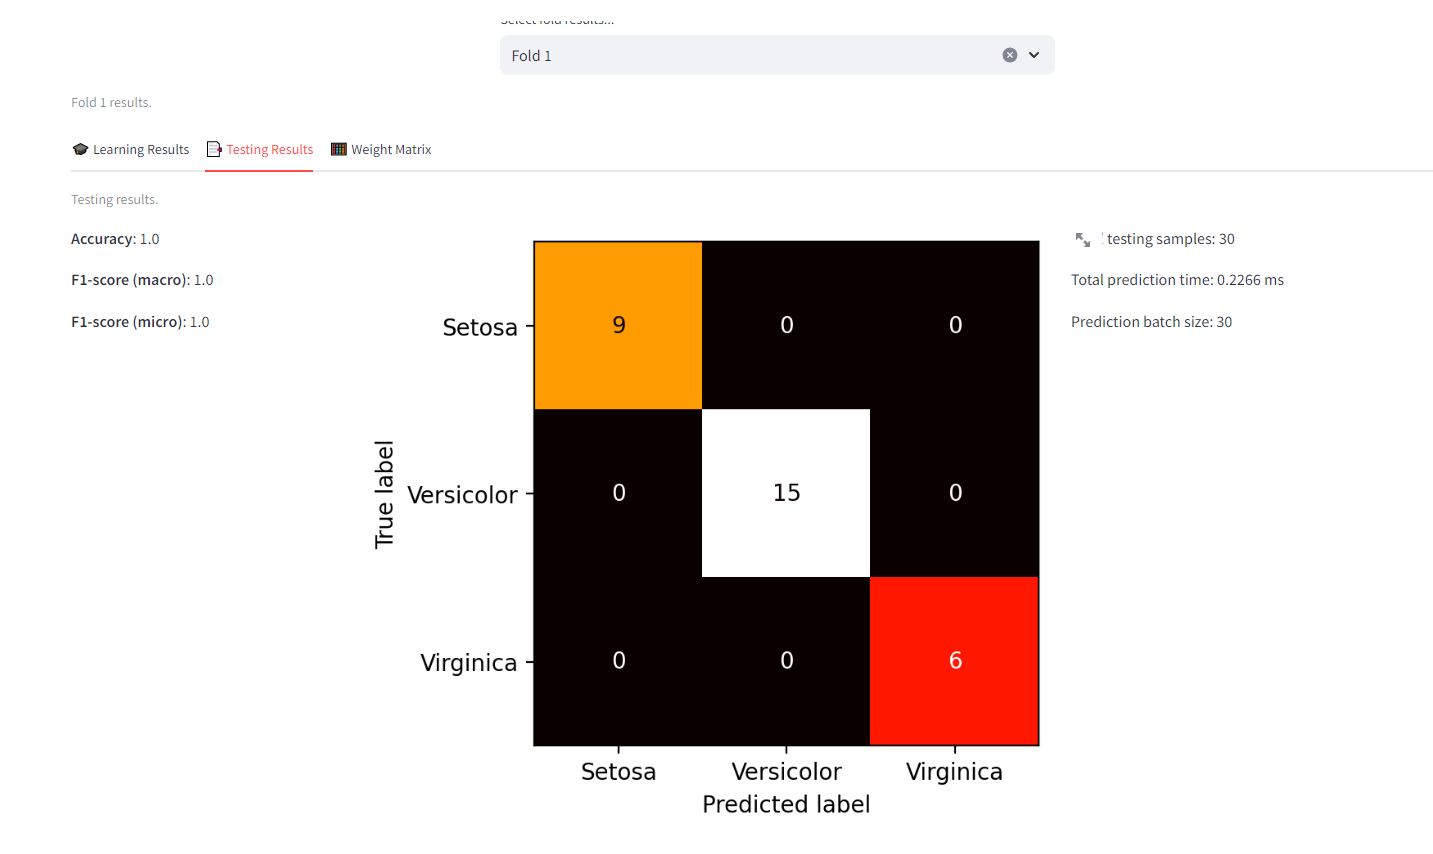 Select fold results...
Fold 1
Fold 1 results.
Learning Results
Testing Results
Weight Matrix
Testing results.
Accuracy: 1.0
F1-score (macro): 1.0
F1-score (micro): 1.0
True label
Setosa
Versicolor
Virginica
9 0 0
0 15 0
0 0 6
Setosa Versicolor Virginica
Predicted label
testing samples: 30
Total prediction time: 0.2266 ms
Prediction batch size: 30